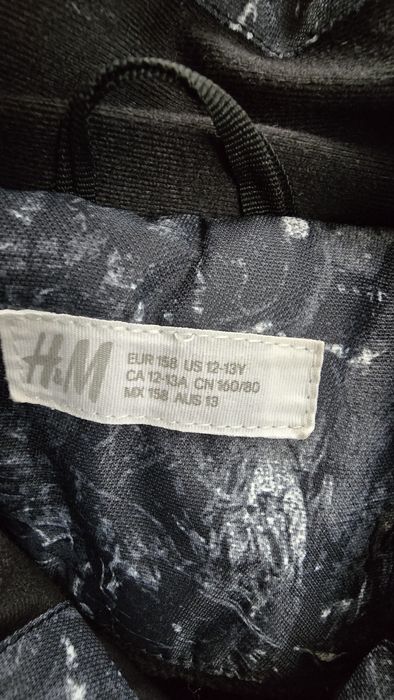 H&M
EUR 158 US 12-13Y
CA 12-13A CN 160/80
MX 158 AUS 13